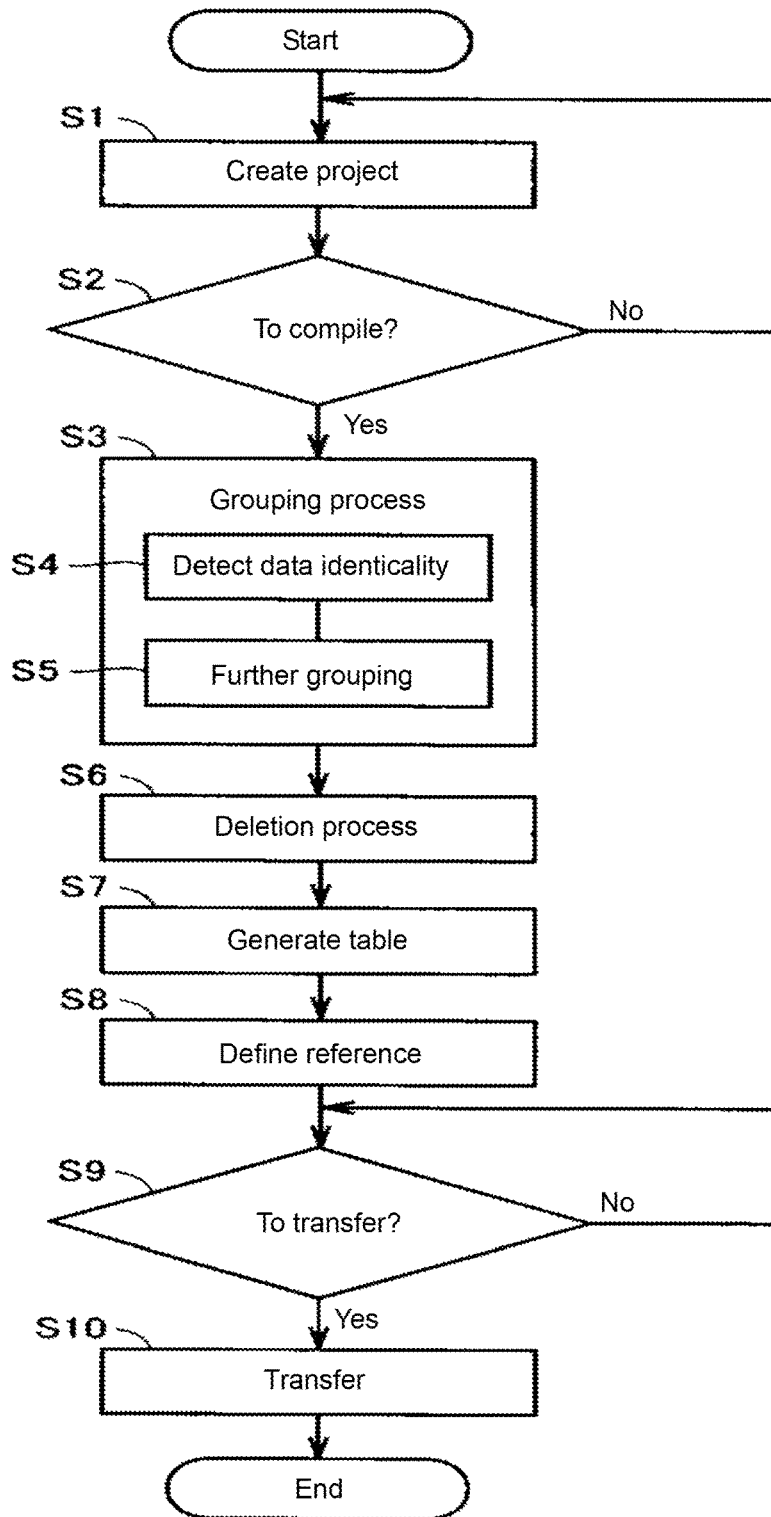 Start
S1
Create project
S2
To compile?
No
Yes
S3
Grouping process
S4
Detect data identicality
S5
Further grouping
S6
Deletion process
S7
Generate table
S8
Define reference
S9
To transfer?
No
Yes
S10
Transfer
End